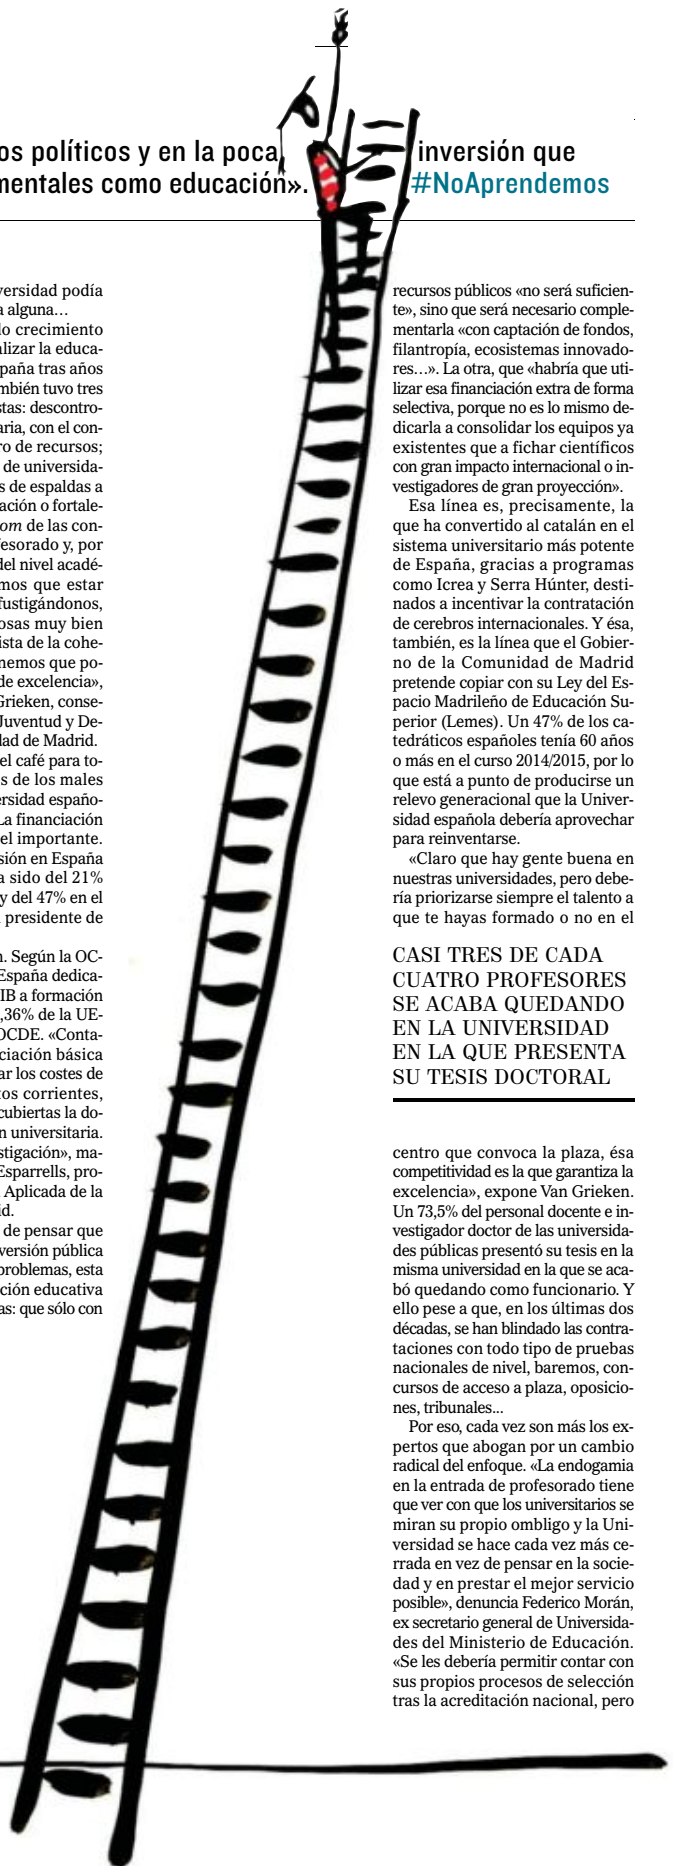 os políticos y en la poca inversión que
mentales como educación». #NoAprendemos
versidad podía
a alguna…
lo crecimiento
alizar la educa-
paña tras años
mbién tuvo tres
stas: descontro-
aria, con el con-
ro de recursos;
de universida-
s de espaldas a
ación o fortale-
om de las con-
fesorado y, por
del nivel acadé-
mos que estar
fustigándonos,
osas muy bien
ista de la cohe-
nemos que po-
de excelencia»,
Grieken, conse-
Juventud y De-
dad de Madrid.
el café para to-
s de los males
ersidad españo-
La financiación
el importante.
sión en España
a sido del 21%
y del 47% en el
presidente de
n. Según la OC-
España dedica-
IB a formación
,36% de la UE-
OCDE. «Conta-
ciación básica
ar los costes de
tos corrientes,
cubiertas la do-
n universitaria.
stigación», ma-
Esparrells, pro-
Aplicada de la
id.
de pensar que
versión pública
problemas, esta
ción educativa
as: que sólo con
recursos públicos «no será suficien-
te», sino que será necesario comple-
mentarla «con captación de fondos,
filantropía, ecosistemas innovado-
res…». La otra, que «habría que uti-
lizar esa financiación extra de forma
selectiva, porque no es lo mismo de-
dicarla a consolidar los equipos ya
existentes que a fichar científicos
con gran impacto internacional o in-
vestigadores de gran proyección».
Esa línea es, precisamente, la
que ha convertido al catalán en el
sistema universitario más potente
de España, gracias a programas
como Icrea y Serra Húnter, desti-
nados a incentivar la contratación
de cerebros internacionales. Y ésa,
también, es la línea que el Gobier-
no de la Comunidad de Madrid
pretende copiar con su Ley del Es-
pacio Madrileño de Educación Su-
perior (Lemes). Un 47% de los ca-
tedráticos españoles tenía 60 años
o más en el curso 2014/2015, por lo
que está a punto de producirse un
relevo generacional que la Univer-
sidad española debería aprovechar
para reinventarse.
«Claro que hay gente buena en
nuestras universidades, pero debe-
ría priorizarse siempre el talento a
que te hayas formado o no en el
CASI TRES DE CADA
CUATRO PROFESORES
SE ACABA QUEDANDO
EN LA UNIVERSIDAD
EN LA QUE PRESENTA
SU TESIS DOCTORAL
centro que convoca la plaza, ésa
competitividad es la que garantiza la
excelencia», expone Van Grieken.
Un 73,5% del personal docente e in-
vestigador doctor de las universida-
des públicas presentó su tesis en la
misma universidad en la que se aca-
bó quedando como funcionario. Y
ello pese a que, en los últimas dos
décadas, se han blindado las contra-
taciones con todo tipo de pruebas
nacionales de nivel, baremos, con-
cursos de acceso a plaza, oposicio-
nes, tribunales...
Por eso, cada vez son más los ex-
pertos que abogan por un cambio
radical del enfoque. «La endogamia
en la entrada de profesorado tiene
que ver con que los universitarios se
miran su propio ombligo y la Uni-
versidad se hace cada vez más ce-
rrada en vez de pensar en la socie-
dad y en prestar el mejor servicio
posible», denuncia Federico Morán,
ex secretario general de Universida-
des del Ministerio de Educación.
«Se les debería permitir contar con
sus propios procesos de selección
tras la acreditación nacional, pero